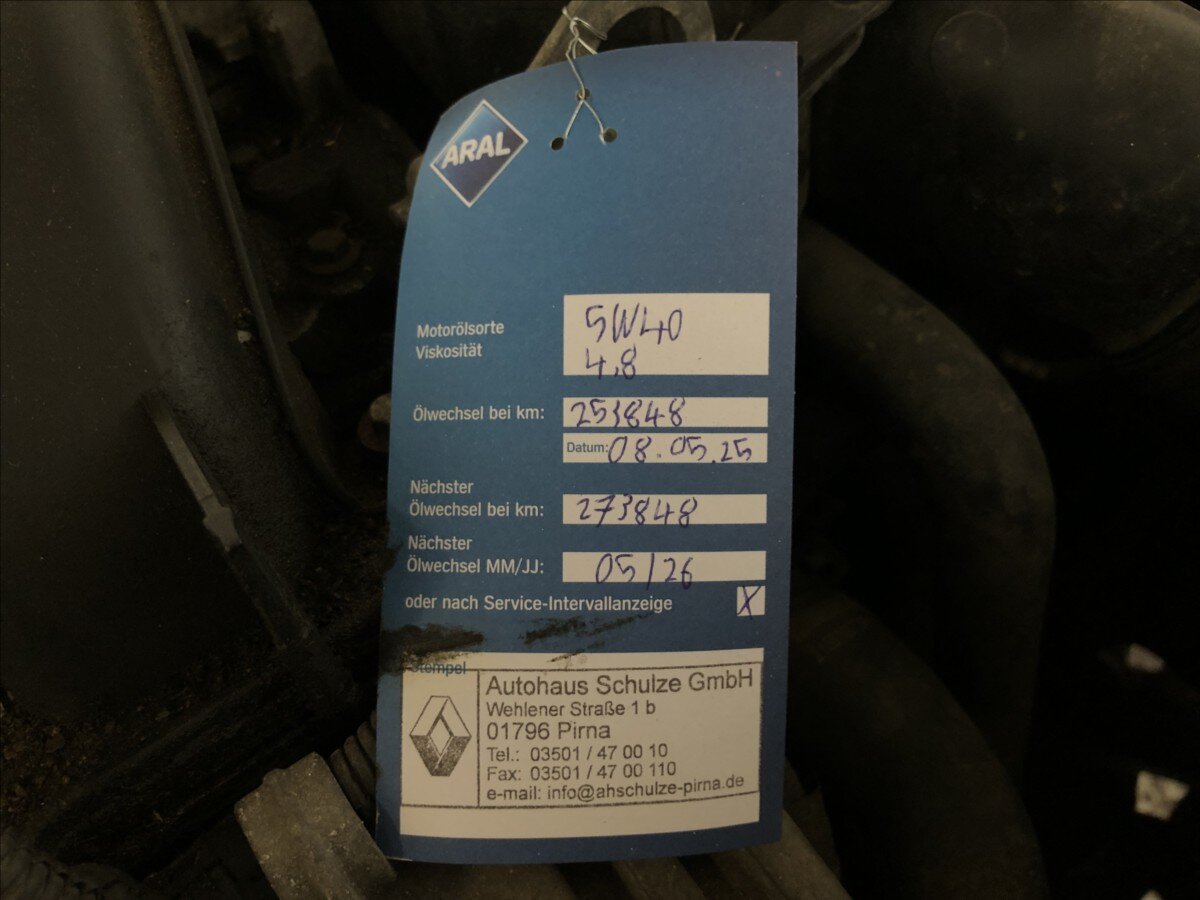 ARAL
Motorölsorte
Viskosität
5W40
4,8
Ölwechsel bei km: 253848
Datum: 08.05.25
Nächster
Ölwechsel bei km: 273848
Nächster
Ölwechsel MM/JJ: 05/26
oder nach Service-Intervallanzeige X
Stempel
Autohaus Schulze GmbH
Wehlener Straße 1 b
01796 Pirna
Tel.: 03501 / 47 00 10
Fax: 03501 / 47 00 110
e-mail: info@ahschulze-pirna.de